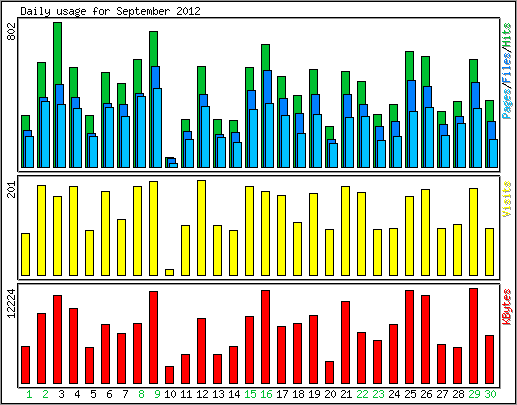 Daily usage for September 2012
802
Pages/Files/Hits
201
Visits
12224
KBytes
1 2 3 4 5 6 7 8 9 10 11 12 13 14 15 16 17 18 19 20 21 22 23 24 25 26 27 28 29 30